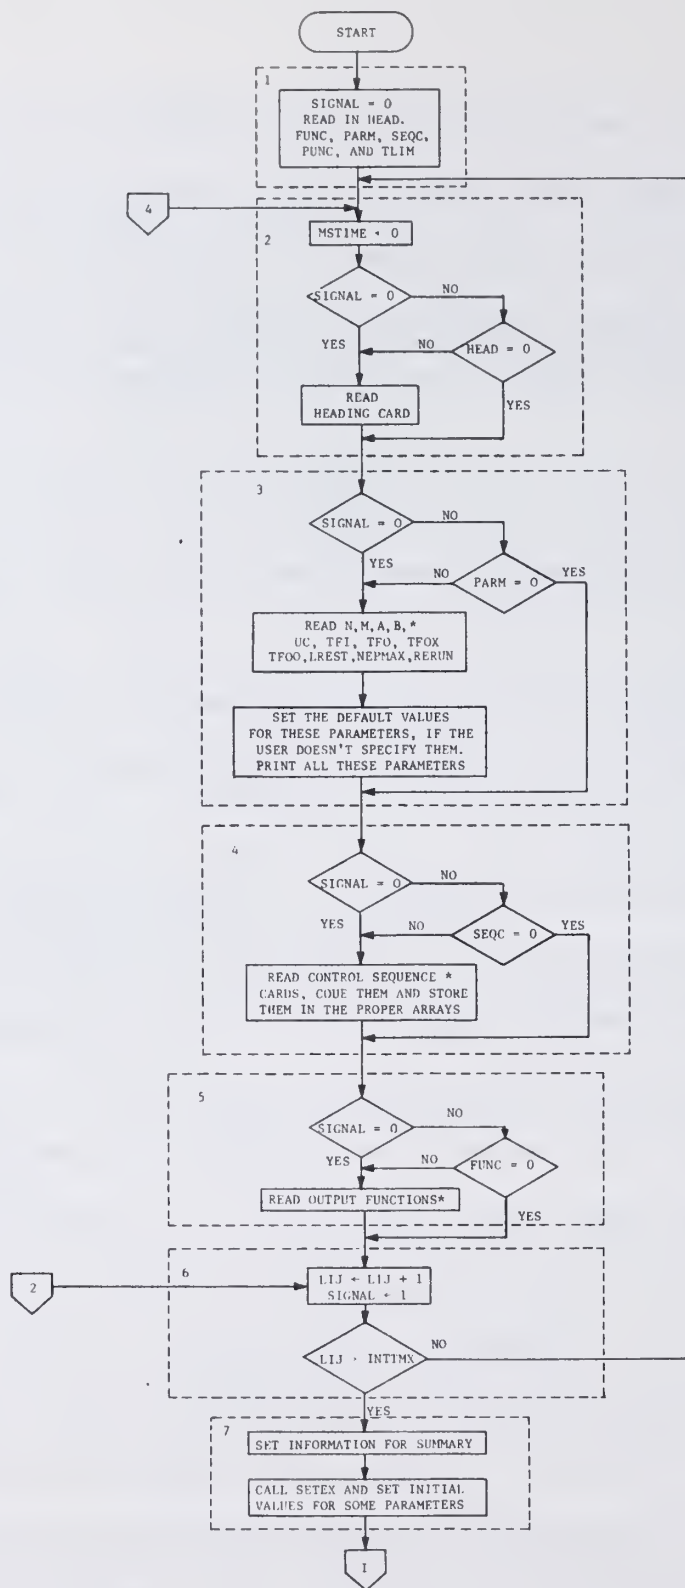 START
1
SIGNAL = 0
READ IN HEAD.
FUNC, PARM, SEQC,
PUNC, AND TLIM
4
2
MSTIME ← 0
SIGNAL = 0
NO
YES
NO
HEAD = 0
READ
HEADING CARD
YES
3
SIGNAL = 0
NO
YES
NO
PARM = 0
YES
READ N,M,A,B,*
UC, TFI, TFO, TFOX
TFOO,LREST,NEPMAX,RERUN
SET THE DEFAULT VALUES
FOR THESE PARAMETERS, IF THE
USER DOESN'T SPECIFY THEM.
PRINT ALL THESE PARAMETERS
4
SIGNAL = 0
NO
YES
NO
SEQC = 0
YES
READ CONTROL SEQUENCE *
CARDS, CODE THEM AND STORE
THEM IN THE PROPER ARRAYS
5
SIGNAL = 0
NO
YES
NO
FUNC = 0
READ OUTPUT FUNCTIONS*
YES
6
2
LIJ ← LIJ + 1
SIGNAL ← 1
LIJ > INTTMX
NO
YES
7
SET INFORMATION FOR SUMMARY
CALL SETEX AND SET INITIAL
VALUES FOR SOME PARAMETERS
1